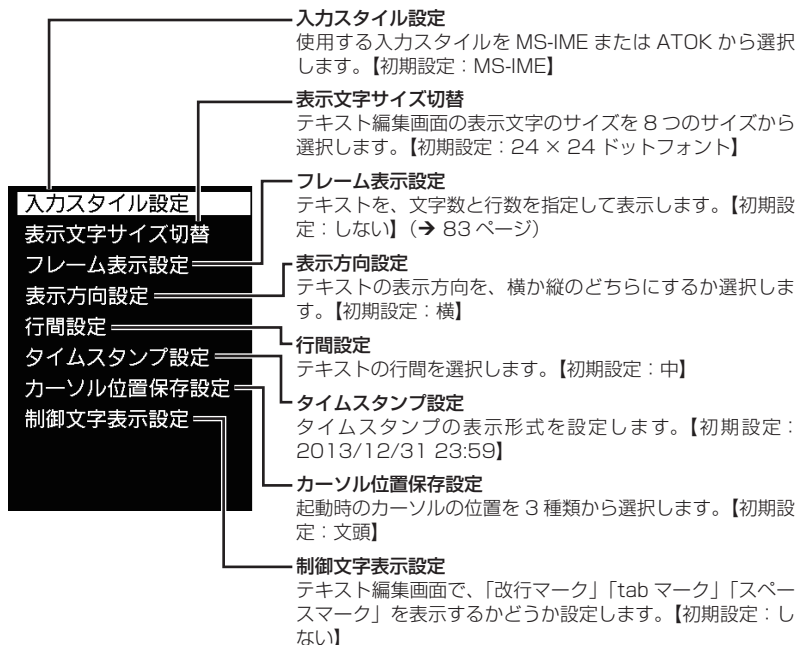 入力スタイル設定
表示文字サイズ切替
フレーム表示設定
表示方向設定
行間設定
タイムスタンプ設定
カーソル位置保存設定
制御文字表示設定
入力スタイル設定
使用する入力スタイルを MS-IME または ATOK から選択
します。【初期設定：MS-IME】
表示文字サイズ切替
テキスト編集画面の表示文字のサイズを 8 つのサイズから
選択します。【初期設定：24 × 24 ドットフォント】
フレーム表示設定
テキストを、文字数と行数を指定して表示します。【初期設
定：しない】（➔ 83 ページ）
表示方向設定
テキストの表示方向を、横か縦のどちらにするか選択しま
す。【初期設定：横】
行間設定
テキストの行間を選択します。【初期設定：中】
タイムスタンプ設定
タイムスタンプの表示形式を設定します。【初期設定：
2013/12/31 23:59】
カーソル位置保存設定
起動時のカーソルの位置を 3 種類から選択します。【初期設
定：文頭】
制御文字表示設定
テキスト編集画面で、「改行マーク」「tab マーク」「スペー
スマーク」を表示するかどうか設定します。【初期設定：し
ない】